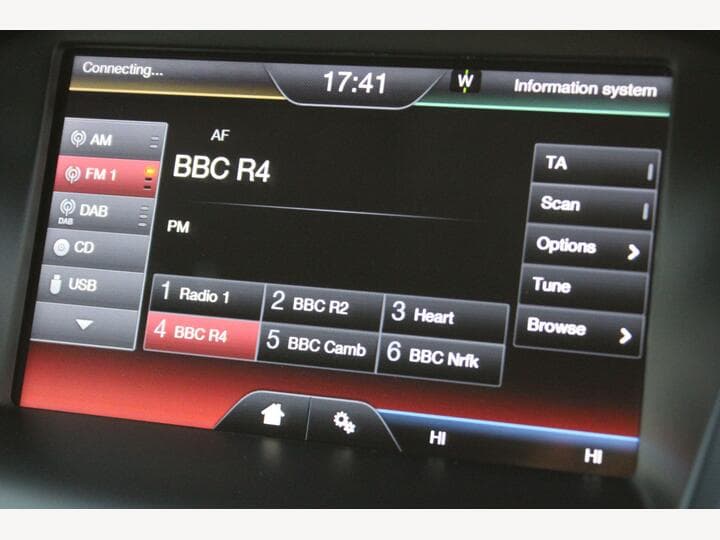 Connecting...
17:41
W
Information system
AM
FM 1
DAB
DAB
CD
USB
AF
BBC R4
PM
1 Radio 1
2 BBC R2
3 Heart
4 BBC R4
5 BBC Camb
6 BBC Nrfk
TA
Scan
Options
Tune
Browse
HI
HI